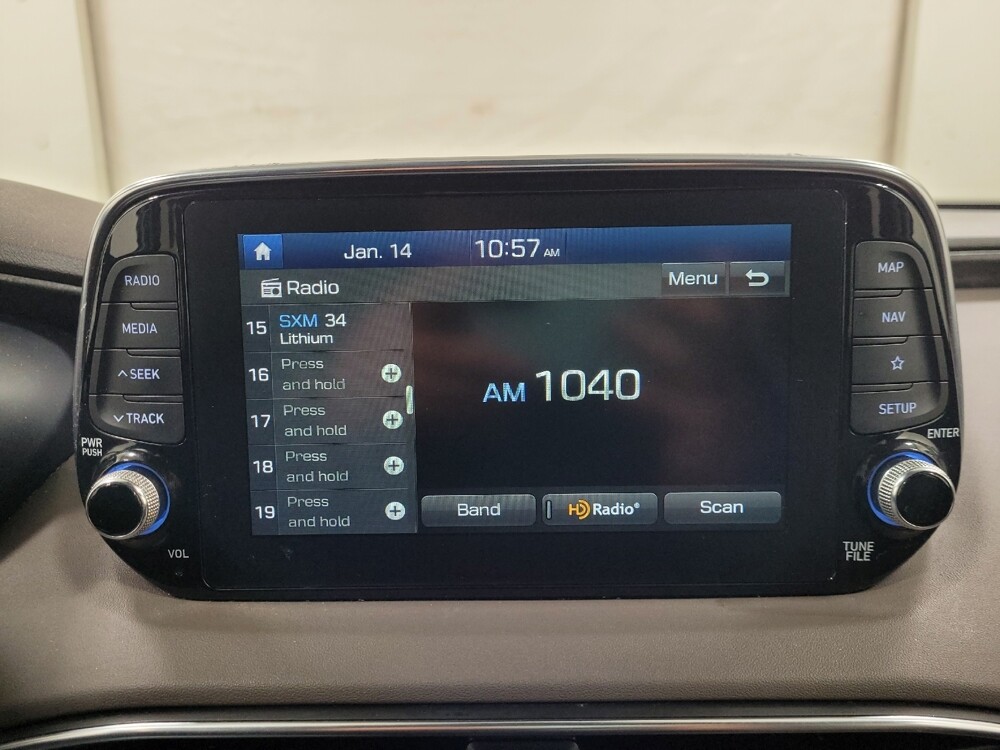 Jan. 14 10:57 AM
Radio Menu
15 SXM 34
Lithium
16 Press
and hold
17 Press
and hold
18 Press
and hold
19 Press
and hold
AM 1040
Band HD Radio® Scan
RADIO
MEDIA
SEEK
TRACK
PWR
PUSH
VOL
MAP
NAV
SETUP
ENTER
TUNE
FILE